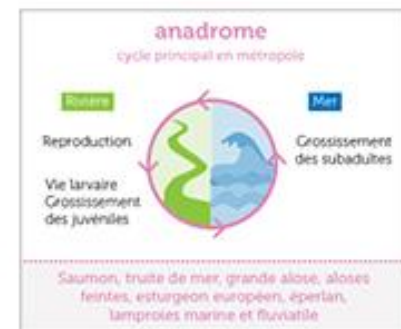 anadrome
cycle principal en métropole
Rivière
Mer
Reproduction
Grossissement
des subadultes
Vie larvaire
Grossissement
des juvéniles
Saumon, truite de mer, grande alose, aloses
feintes, esturgeon européen, éperlan,
lamproies marine et fluviatile